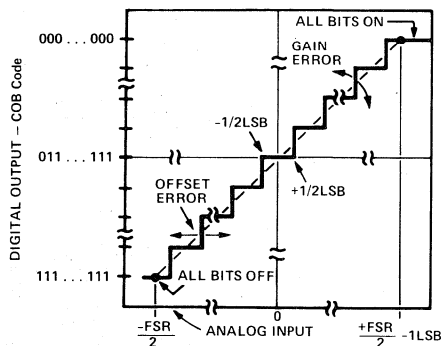 ALL BITS ON
000 . . . 000
GAIN
ERROR
DIGITAL OUTPUT – COB Code
–1/2LSB
011 . . . 111
+1/2LSB
OFFSET
ERROR
111 . . . 111
ALL BITS OFF
–FSR
2
ANALOG INPUT
0
+FSR
2
–1LSB